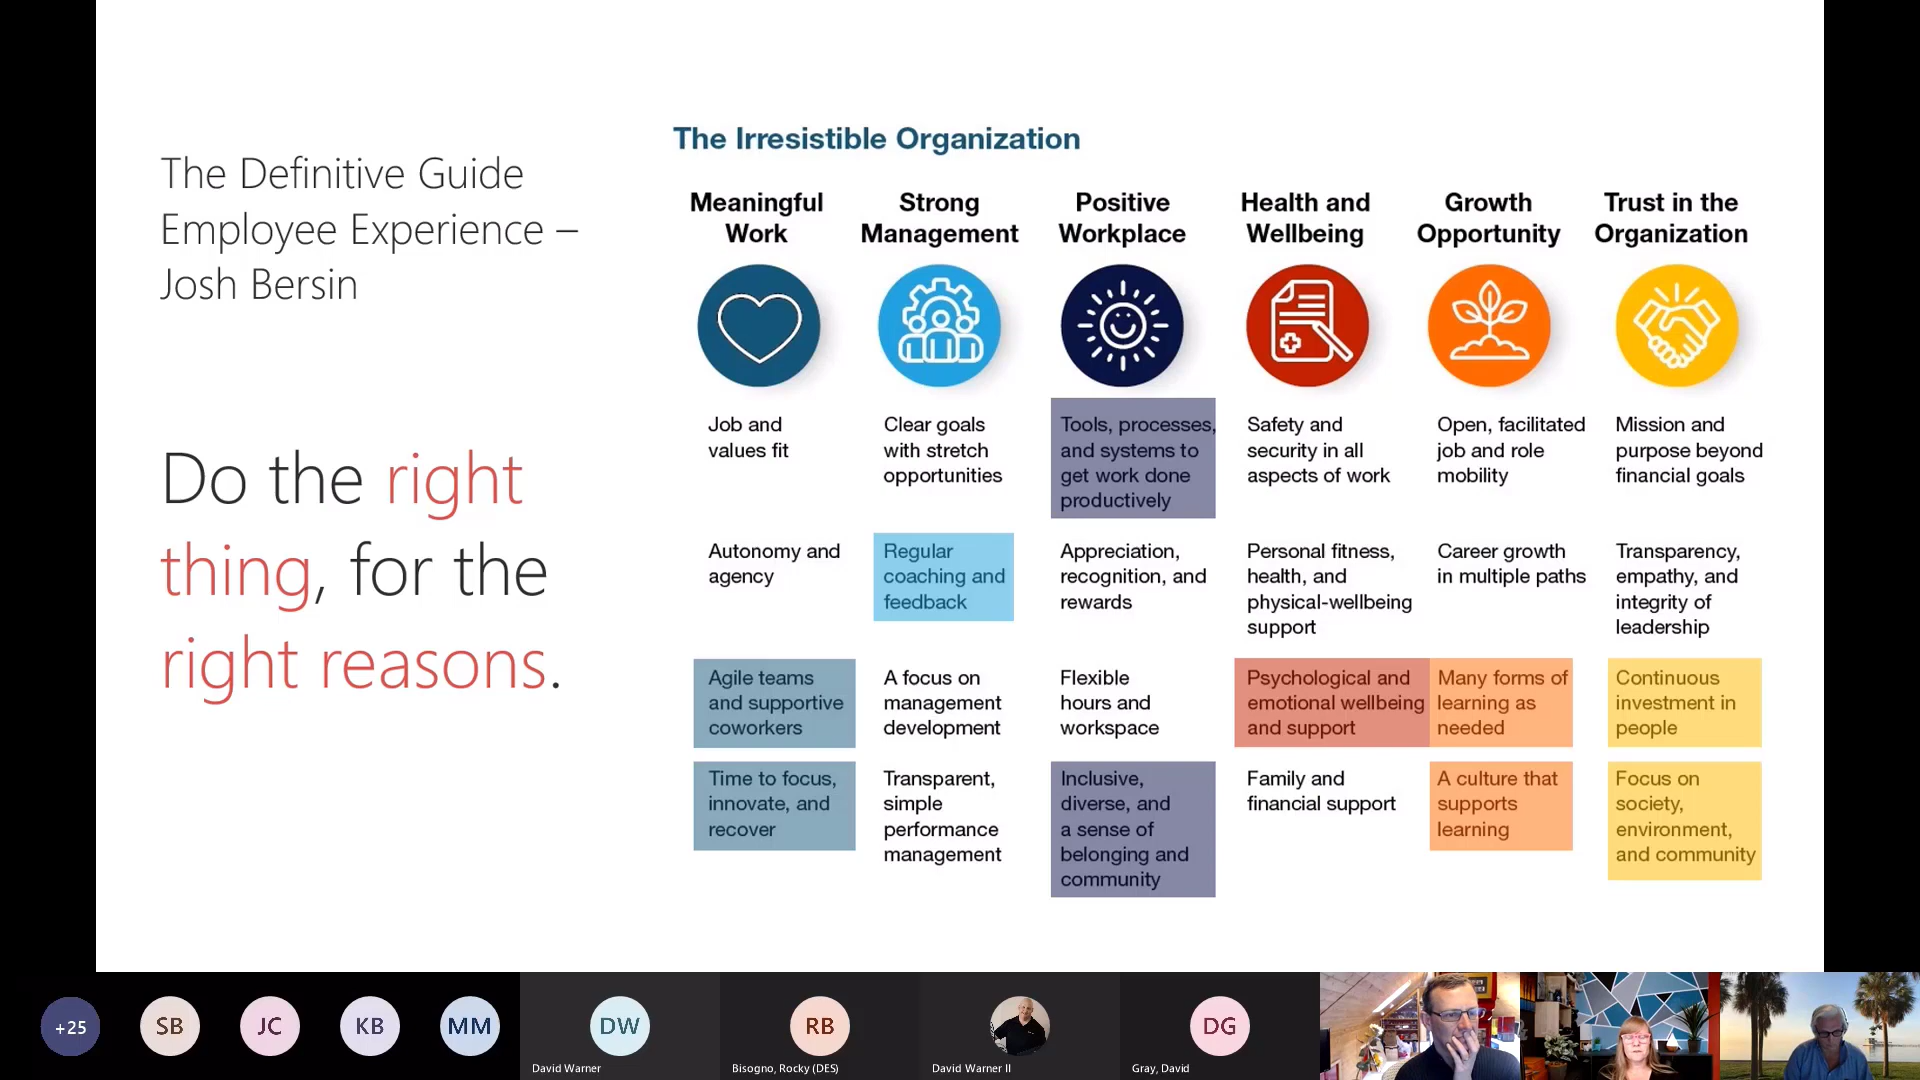 The Definitive Guide
Employee Experience –
Josh Bersin
Do the right
thing, for the
right reasons.
The Irresistible Organization
Meaningful
Work
Job and
values fit
Autonomy and
agency
Agile teams
and supportive
coworkers
Time to focus,
innovate, and
recover
Strong
Management
Clear goals
with stretch
opportunities
Regular
coaching and
feedback
A focus on
management
development
Transparent,
simple
performance
management
Positive
Workplace
Tools, processes,
and systems to
get work done
productively
Appreciation,
recognition, and
rewards
Flexible
hours and
workspace
Inclusive,
diverse, and
a sense of
belonging and
community
Health and
Wellbeing
Safety and
security in all
aspects of work
Personal fitness,
health, and
physical-wellbeing
support
Psychological and
emotional wellbeing
and support
Family and
financial support
Growth
Opportunity
Open, facilitated
job and role
mobility
Career growth
in multiple paths
Many forms of
learning as
needed
A culture that
supports
learning
Trust in the
Organization
Mission and
purpose beyond
financial goals
Transparency,
empathy, and
integrity of
leadership
Continuous
investment in
people
Focus on
society,
environment,
and community
+25
SB
JC
KB
MM
DW
David Warner
RB
Bisogno, Rocky (DES)
David Warner II
DG
Gray, David